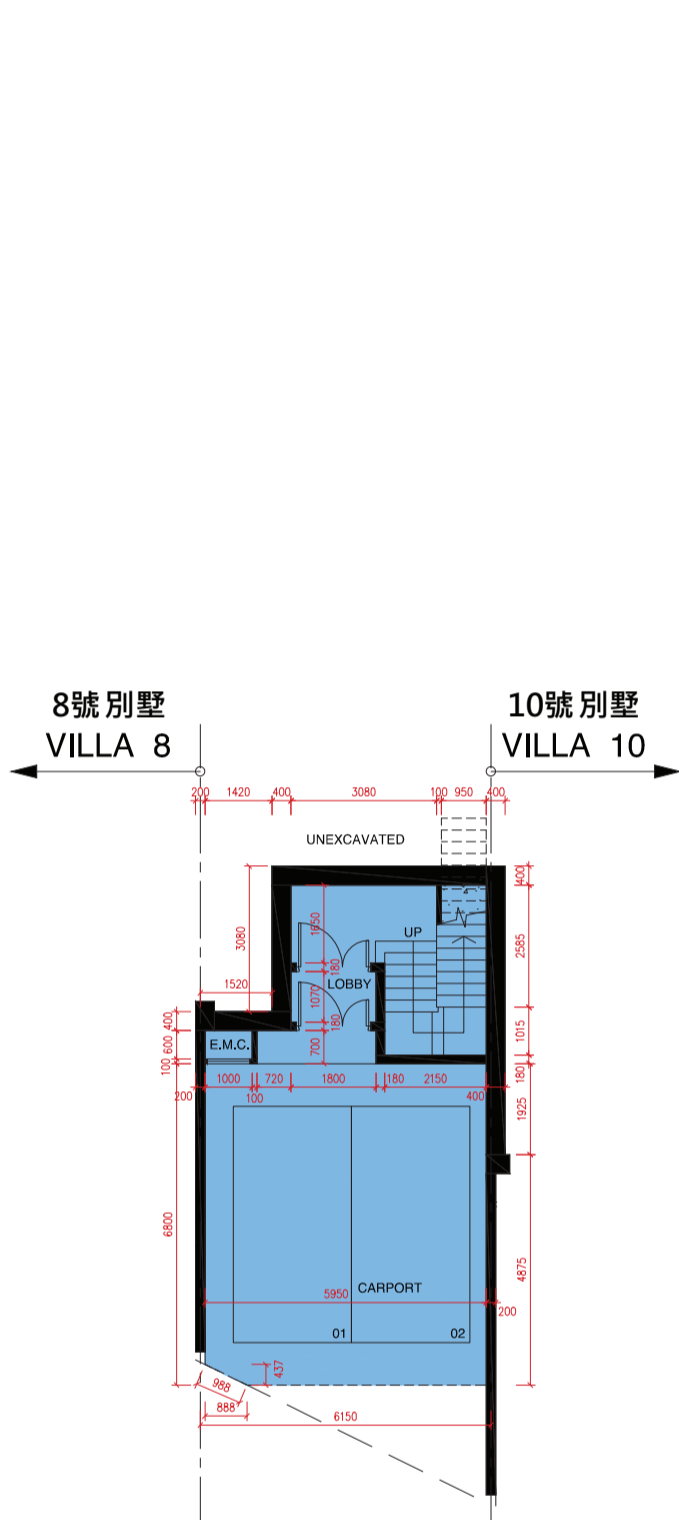 8號別墅
VILLA 8
10號別墅
VILLA 10
200 1420 400 3080 100 950 400
UNEXCAVATED
400
3080
1650
UP
2585
180
LOBBY
1520
1070
400
180
E.M.C.
600
700
1015
100
180
1000 720 1800 180 2150
200 100 400
1925
6800
4875
CARPORT
5950
200
01 02
437
988
888
6150